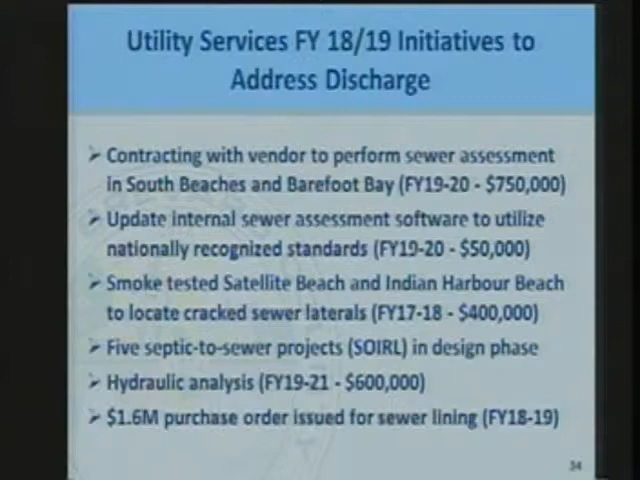 Utility Services FY 18/19 Initiatives to
Address Discharge
➢ Contracting with vendor to perform sewer assessment
in South Beaches and Barefoot Bay (FY19-20 - $750,000)
➢ Update internal sewer assessment software to utilize
nationally recognized standards (FY19-20 - $50,000)
➢ Smoke tested Satellite Beach and Indian Harbour Beach
to locate cracked sewer laterals (FY17-18 - $400,000)
➢ Five septic-to-sewer projects (SOIRL) in design phase
➢ Hydraulic analysis (FY19-21 - $600,000)
➢ $1.6M purchase order issued for sewer lining (FY18-19)
34